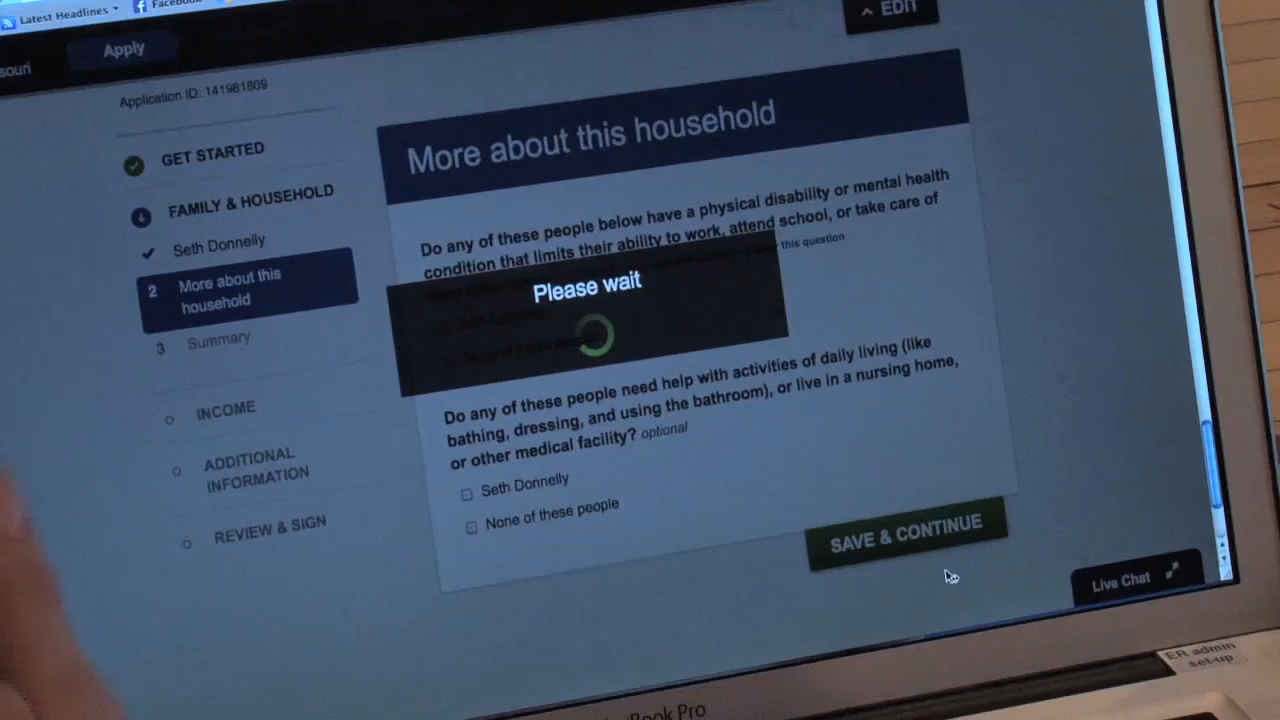 Latest Headlines
Facebook
souri
Apply
EDIT
Application ID: 141981809
GET STARTED
FAMILY & HOUSEHOLD
Seth Donnelly
2 More about this
household
3 Summary
INCOME
ADDITIONAL
INFORMATION
REVIEW & SIGN
More about this household
Do any of these people below have a physical disability or mental health
condition that limits their ability to work, attend school, or take care of
this question
Please wait
Do any of these people need help with activities of daily living (like
bathing, dressing, and using the bathroom), or live in a nursing home,
or other medical facility? optional
Seth Donnelly
None of these people
SAVE & CONTINUE
Live Chat
ER admin
set-up
Book Pro